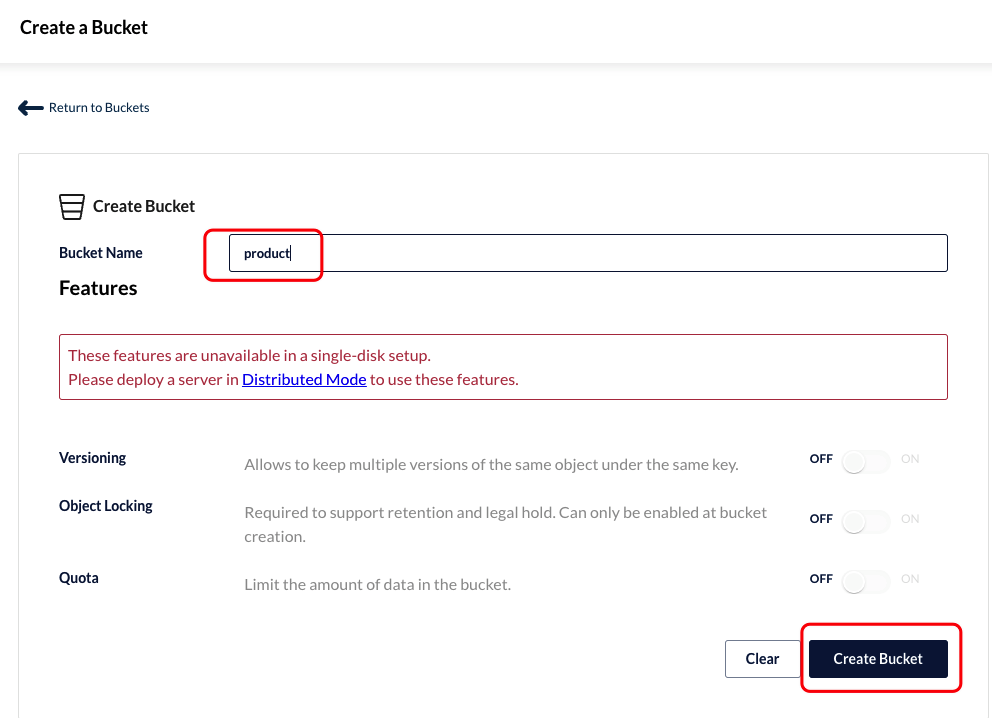 Create a Bucket
Return to Buckets
Create Bucket
Bucket Name
product
Features
These features are unavailable in a single-disk setup.
Please deploy a server in Distributed Mode to use these features.
Versioning
Allows to keep multiple versions of the same object under the same key.
OFF ON
Object Locking
Required to support retention and legal hold. Can only be enabled at bucket
creation.
OFF ON
Quota
Limit the amount of data in the bucket.
OFF ON
Clear
Create Bucket